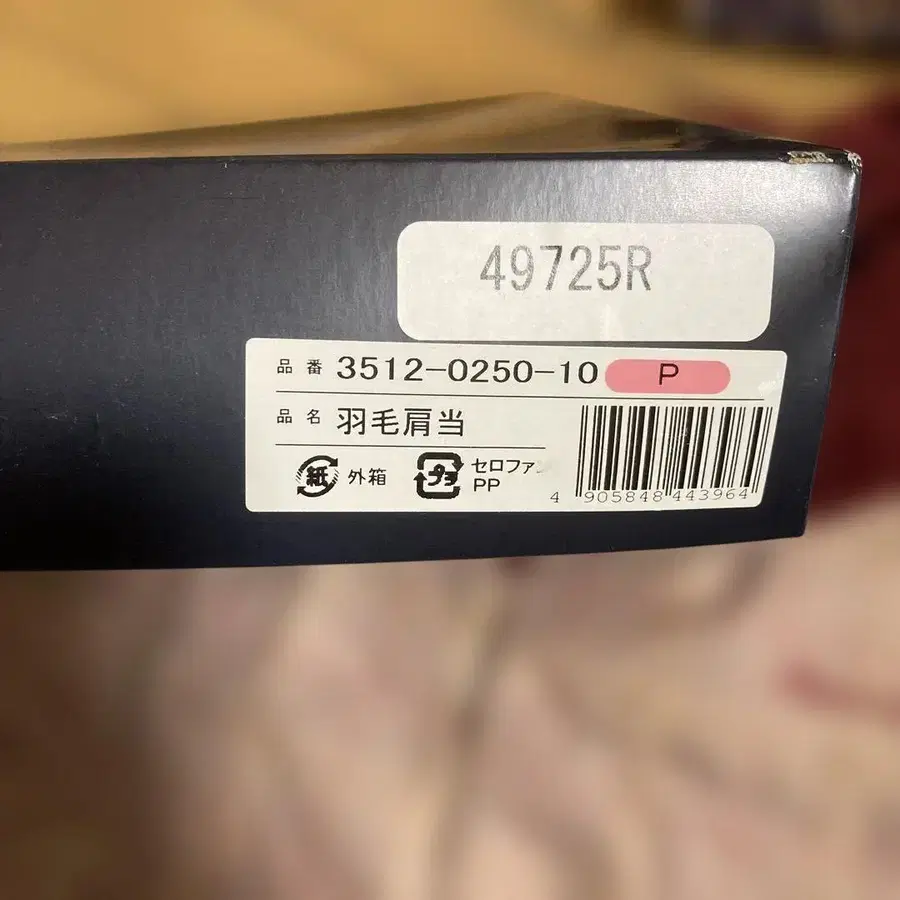 49725R
品番 3512-0250-10 P
品名 羽毛肩当
紙 外箱 プラ セロファン
PP
4 905848 443964